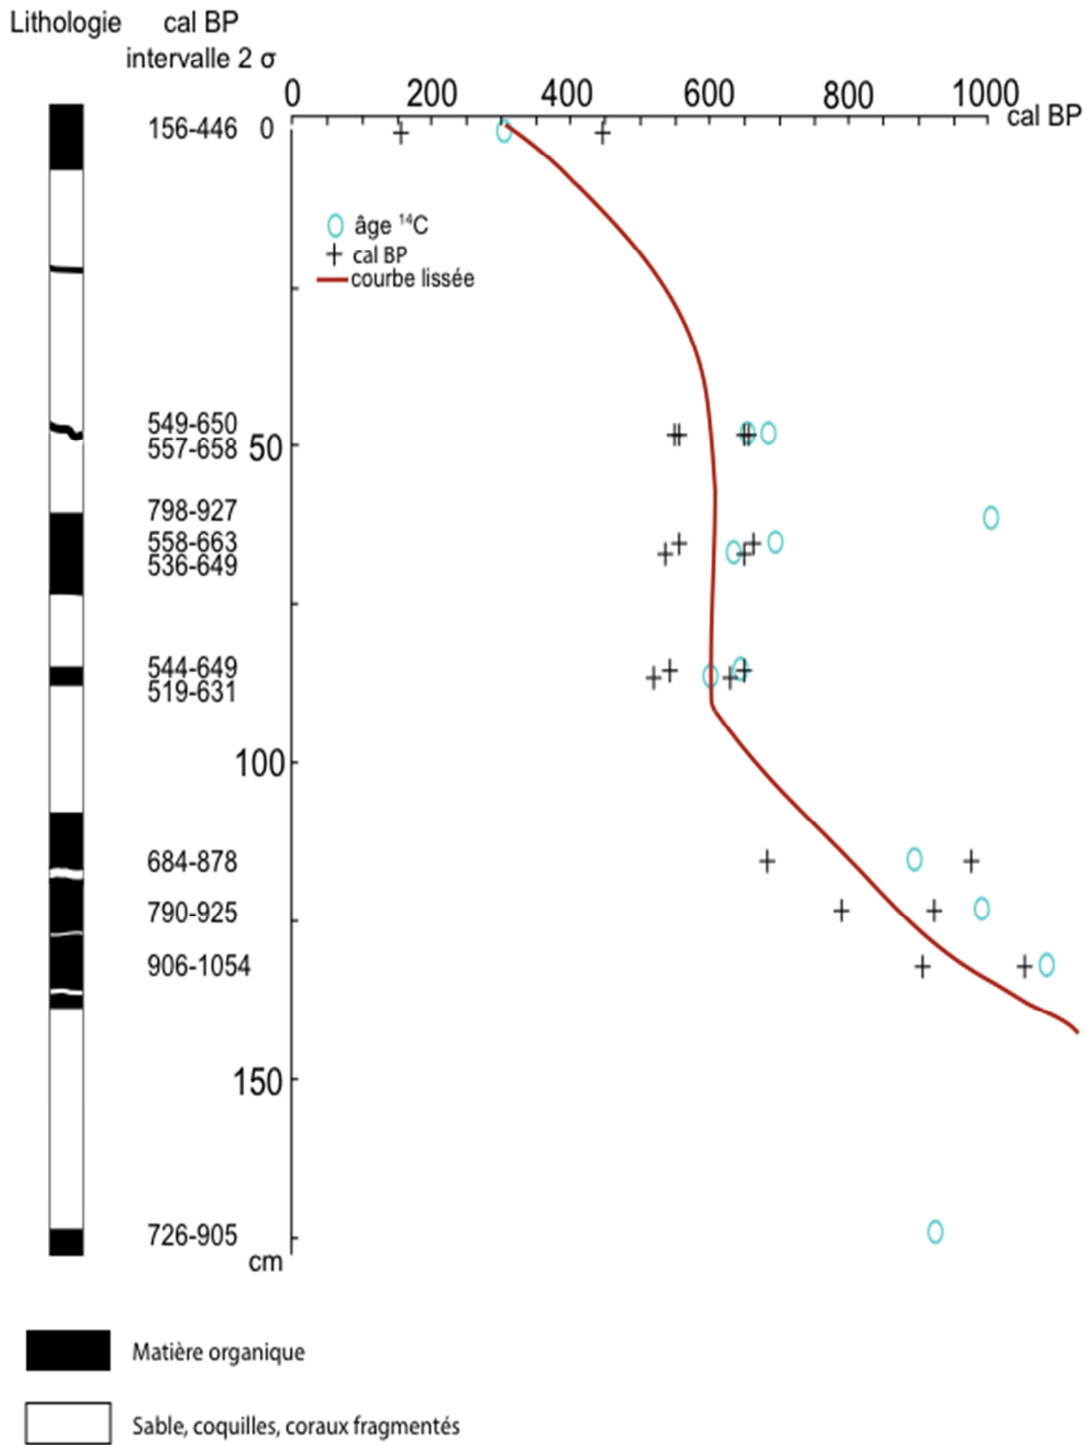 Lithologie cal BP
intervalle 2 σ
0 200 400 600 800 1000
cal BP
156-446 0
âge ¹⁴C
cal BP
courbe lissée
549-650
557-658 50
798-927
558-663
536-649
544-649
519-631
100
684-878
790-925
906-1054
150
726-905
cm
Matière organique
Sable, coquilles, coraux fragmentés